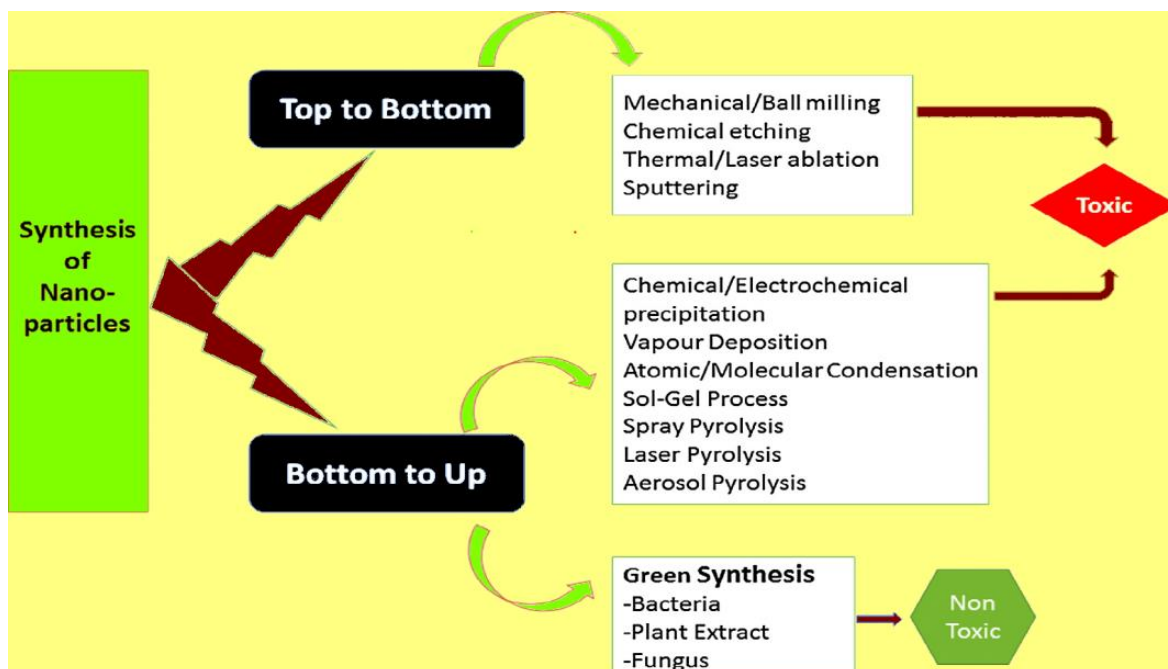 Synthesis
of
Nano-
particles
Top to Bottom
Mechanical/Ball milling
Chemical etching
Thermal/Laser ablation
Sputtering
Toxic
Chemical/Electrochemical
precipitation
Vapour Deposition
Atomic/Molecular Condensation
Sol-Gel Process
Spray Pyrolysis
Laser Pyrolysis
Aerosol Pyrolysis
Bottom to Up
Green Synthesis
-Bacteria
-Plant Extract
-Fungus
Non
Toxic